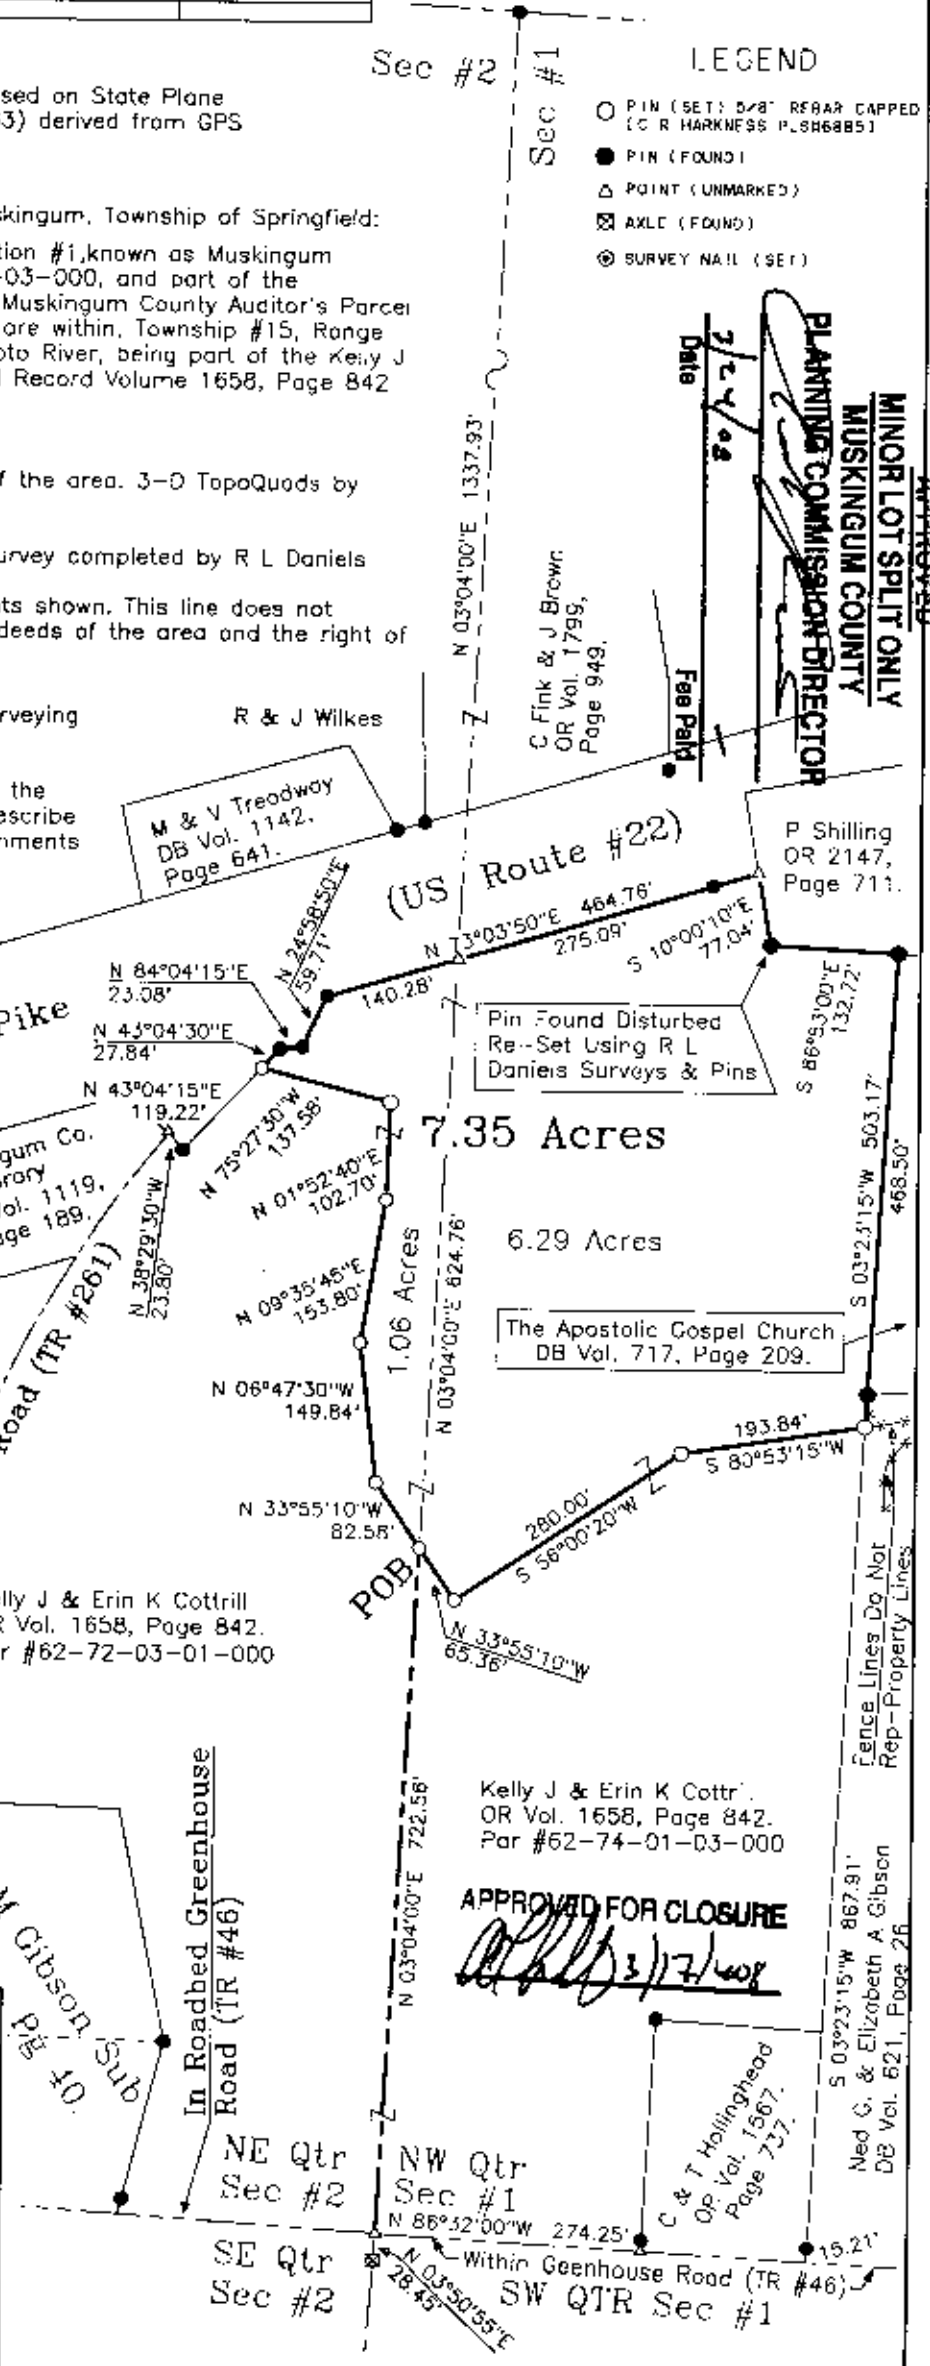 Sec #2
Sec #1
LEGEND
PIN (SET) 5/8" REBAR CAPPED
[C R HARKNESS PLS#6885]
PIN (FOUND)
POINT (UNMARKED)
AXLE (FOUND)
SURVEY NAIL (SET)
sed on State Plane
3) derived from GPS
skingum, Township of Springfield:
tion #1,known as Muskingum
-03-000, and part of the
Muskingum County Auditor's Parcel
are within, Township #15, Range
oto River, being part of the Kelly J
Record Volume 1658, Page 842
f the area. 3-D TopoQuads by
urvey completed by R L Daniels
ts shown. This line does not
deeds of the area and the right of
rveying
the
escribe
nments
APPROVED
MINOR LOT SPLIT ONLY
MUSKINGUM COUNTY
PLANNING COMMISSION DIRECTOR
3/24/08
Date
Fee Paid
N 03°04'00"E 1337.93'
C Fink & J Brown
OR Vol. 1799,
Page 949.
R & J Wilkes
M & V Treadway
DB Vol. 1142,
Page 641.
(US Route #22)
P Shilling
OR 2147,
Page 711.
N 73°03'50"E 464.76'
275.09'
140.28'
S 10°00'10"E
77.04'
S 86°53'00"E
132.72'
N 24°58'50"E
59.71'
N 84°04'15"E
23.08'
N 43°04'30"E
27.84'
Pike
N 43°04'15"E
119.22'
Pin Found Disturbed
Re-Set Using R L
Daniels Surveys & Pins
N 75°27'30"W
137.58'
7.35 Acres
gum Co.
rary
Vol. 1119,
ge 189.
N 38°29'30"W
23.80'
N 01°52'40"E
102.70'
6.29 Acres
S 03°23'15"W 503.17'
468.50'
N 09°35'45"E
153.80'
1.06 Acres
N 03°04'00"E 624.76'
Road (TR #261)
The Apostolic Gospel Church
DB Vol. 717, Page 209.
N 06°47'30"W
149.84'
193.84'
S 80°53'15"W
N 33°55'10"W
82.58'
280.00'
S 56°00'20"W
POB
N 33°55'10"W
65.36'
lly J & Erin K Cottrill
R Vol. 1658, Page 842.
r #62-72-03-01-000
Fence Lines Do Not
Rep-Property Lines
N 03°04'00"E 722.56'
Kelly J & Erin K Cottr
OR Vol. 1658, Page 842.
Par #62-74-01-03-000
APPROVED FOR CLOSURE
3/17/2008
In Roadbed Greenhouse
Road (TR #46)
M Gibson Sub
Pg 40.
S 03°23'15"W 867.91'
Ned G. & Elizabeth A Gibson
DB Vol. 621, Page 26
C & T Hollinghead
OR Vol. 1567.
Page 737.
NE Qtr
Sec #2
NW Qtr
Sec #1
N 86°32'00"W 274.25'
15.21'
Within Geenhouse Road (TR #46)
SE Qtr
Sec #2
N 03°50'55"E
28.45'
SW QTR Sec #1